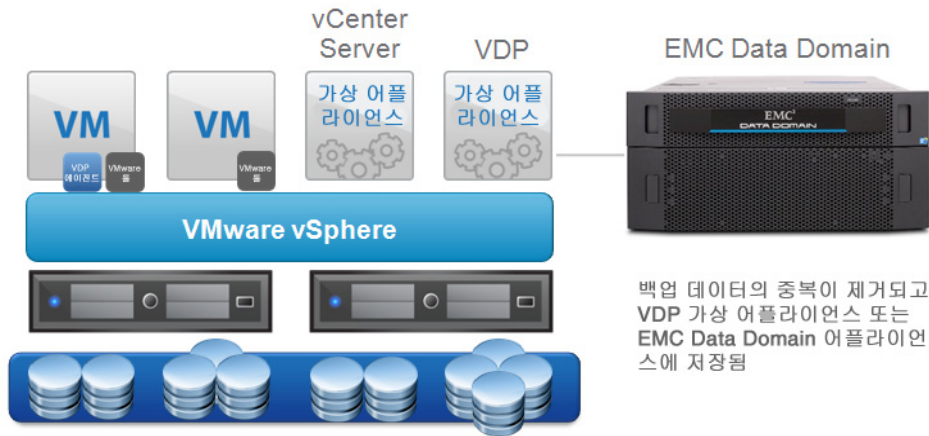 vCenter
Server
VDP
EMC Data Domain
VM
VM
가상 어플
라이언스
가상 어플
라이언스
VDP
에이전트
VMware
툴
VMware
툴
EMC²
DATA DOMAIN
VMware vSphere
백업 데이터의 중복이 제거되고
VDP 가상 어플라이언스 또는
EMC Data Domain 어플라이언
스에 저장됨